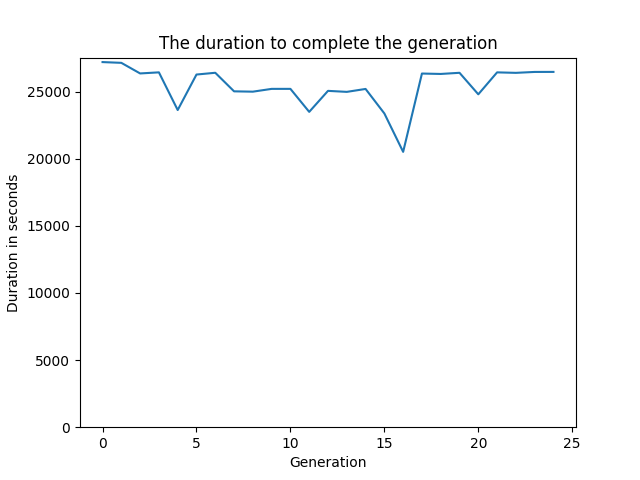 The duration to complete the generation
25000
20000
15000
10000
5000
0
Duration in seconds
0 5 10 15 20 25
Generation